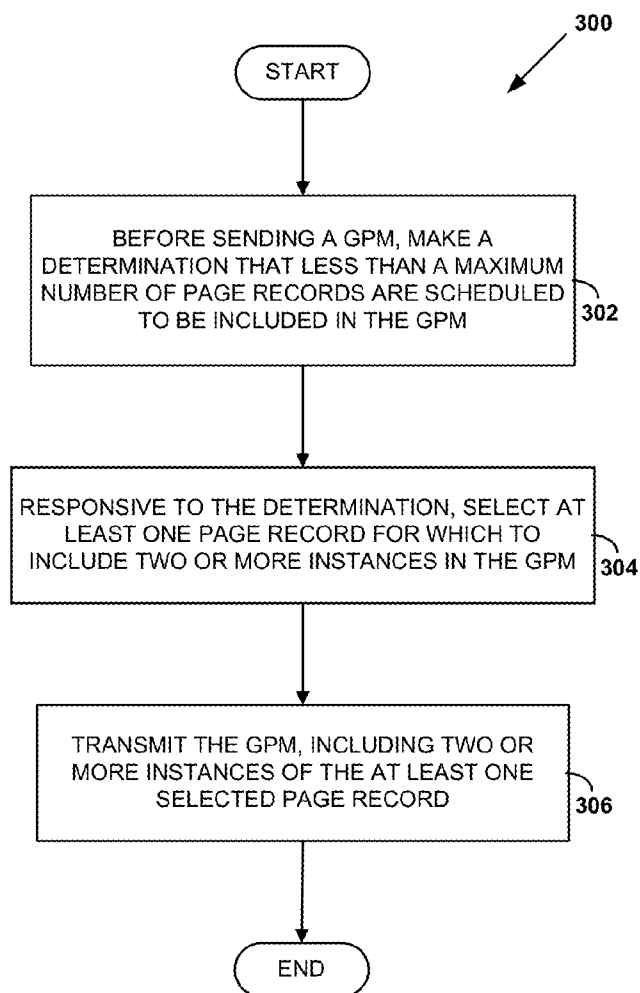 300
START
BEFORE SENDING A GPM, MAKE A
DETERMINATION THAT LESS THAN A MAXIMUM
NUMBER OF PAGE RECORDS ARE SCHEDULED
TO BE INCLUDED IN THE GPM
302
RESPONSIVE TO THE DETERMINATION, SELECT AT
LEAST ONE PAGE RECORD FOR WHICH TO
INCLUDE TWO OR MORE INSTANCES IN THE GPM
304
TRANSMIT THE GPM, INCLUDING TWO OR
MORE INSTANCES OF THE AT LEAST ONE
SELECTED PAGE RECORD
306
END